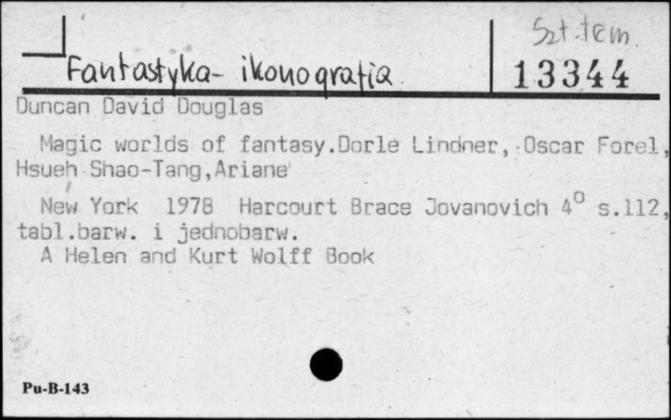 Szt. tem.
Fantastyka - ikonografia
13344
Duncan David Douglas
Magic worlds of fantasy.Dorle Lindner, Oscar Forel,
Hsueh Shao-Tang,Ariane
New York 1978 Harcourt Brace Jovanovich 4° s.112,
tabl.barw. i jednobarw.
A Helen and Kurt Wolff Book
Pu-B-143